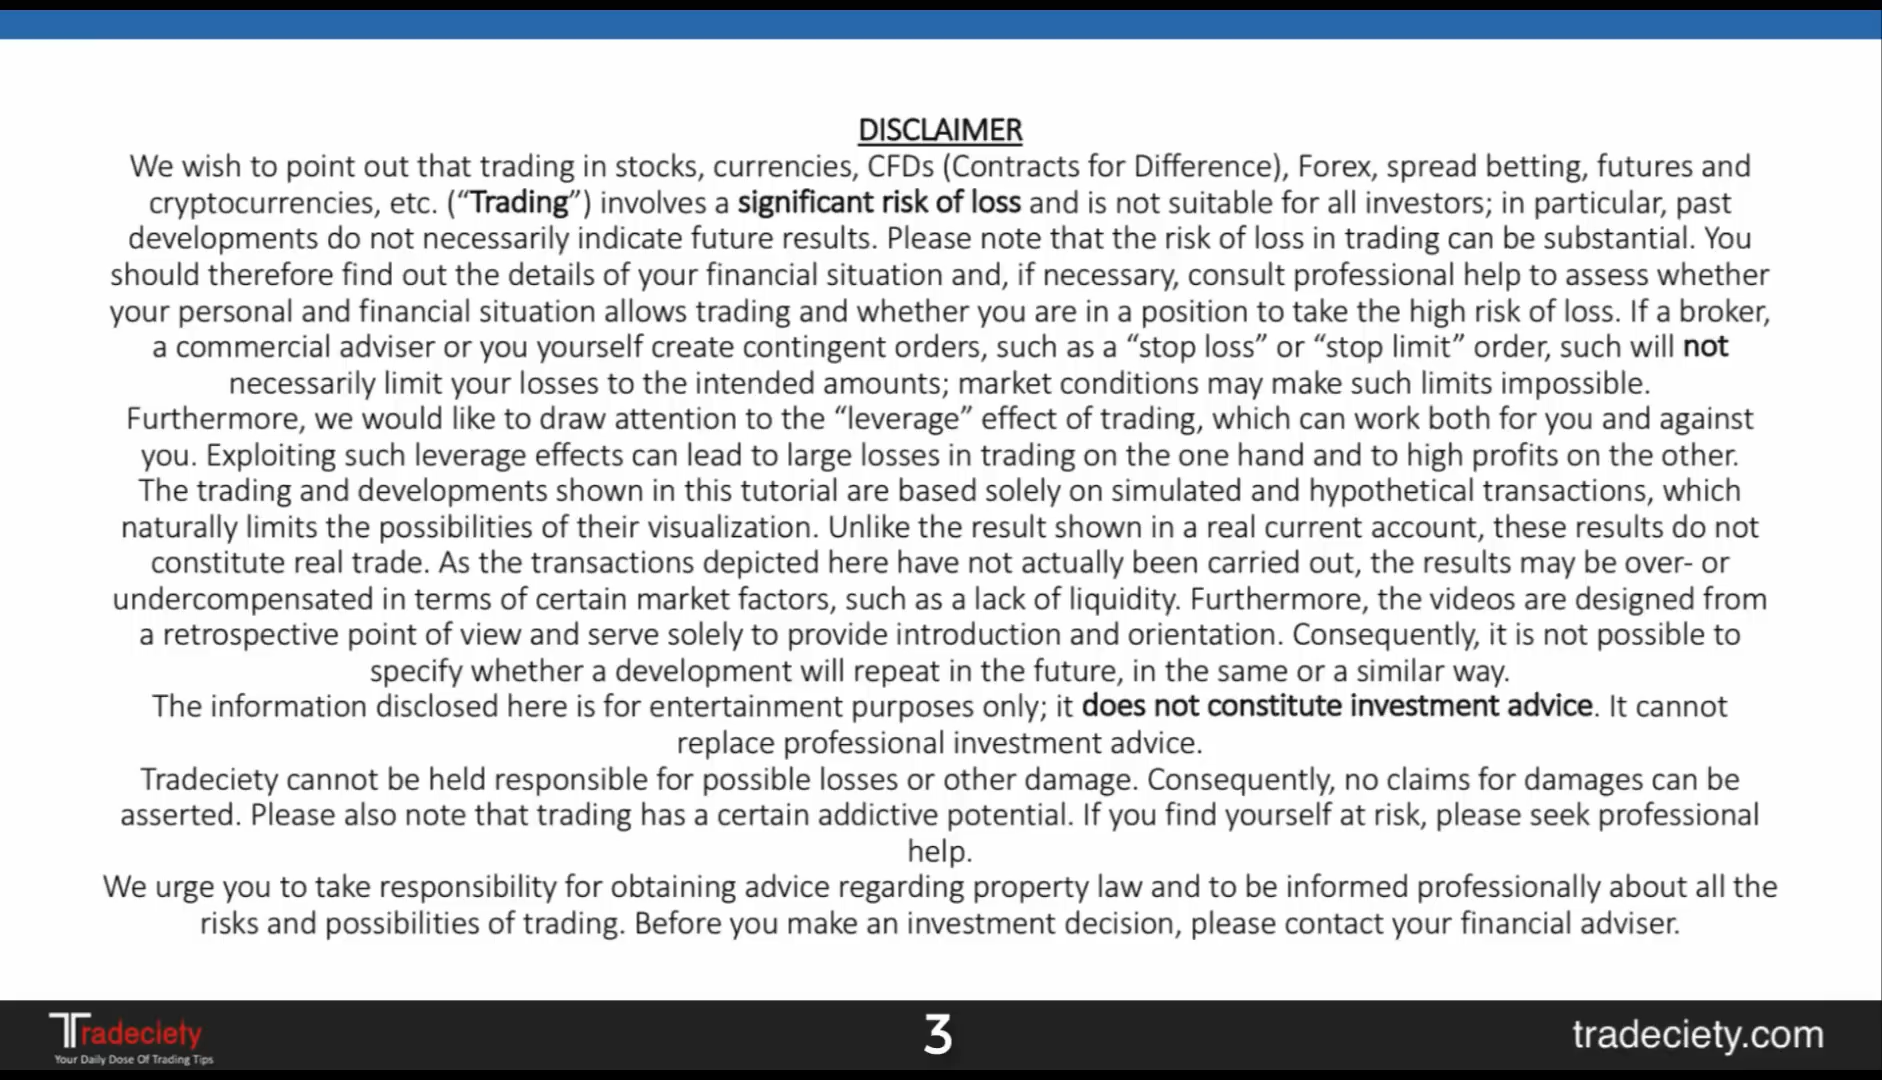 DISCLAIMER
We wish to point out that trading in stocks, currencies, CFDs (Contracts for Difference), Forex, spread betting, futures and
cryptocurrencies, etc. (“Trading”) involves a significant risk of loss and is not suitable for all investors; in particular, past
developments do not necessarily indicate future results. Please note that the risk of loss in trading can be substantial. You
should therefore find out the details of your financial situation and, if necessary, consult professional help to assess whether
your personal and financial situation allows trading and whether you are in a position to take the high risk of loss. If a broker,
a commercial adviser or you yourself create contingent orders, such as a “stop loss” or “stop limit” order, such will not
necessarily limit your losses to the intended amounts; market conditions may make such limits impossible.
Furthermore, we would like to draw attention to the “leverage” effect of trading, which can work both for you and against
you. Exploiting such leverage effects can lead to large losses in trading on the one hand and to high profits on the other.
The trading and developments shown in this tutorial are based solely on simulated and hypothetical transactions, which
naturally limits the possibilities of their visualization. Unlike the result shown in a real current account, these results do not
constitute real trade. As the transactions depicted here have not actually been carried out, the results may be over- or
undercompensated in terms of certain market factors, such as a lack of liquidity. Furthermore, the videos are designed from
a retrospective point of view and serve solely to provide introduction and orientation. Consequently, it is not possible to
specify whether a development will repeat in the future, in the same or a similar way.
The information disclosed here is for entertainment purposes only; it does not constitute investment advice. It cannot
replace professional investment advice.
Tradeciety cannot be held responsible for possible losses or other damage. Consequently, no claims for damages can be
asserted. Please also note that trading has a certain addictive potential. If you find yourself at risk, please seek professional
help.
We urge you to take responsibility for obtaining advice regarding property law and to be informed professionally about all the
risks and possibilities of trading. Before you make an investment decision, please contact your financial adviser.
Tradeciety
Your Daily Dose Of Trading Tips
3
tradeciety.com